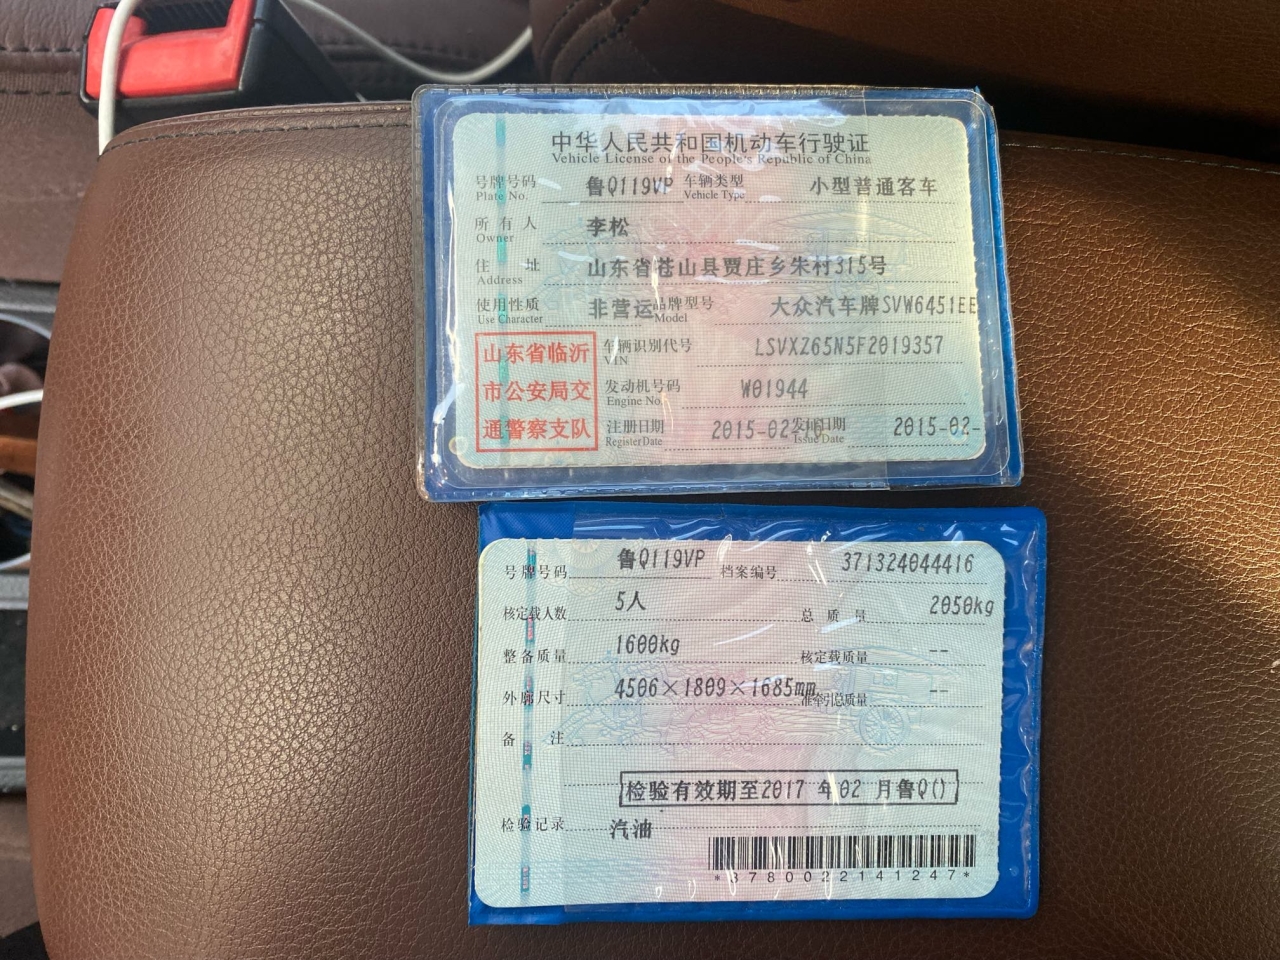 中华人民共和国机动车行驶证
Vehicle License of the People's Republic of China
号牌号码 鲁Q119VP 车辆类型 小型普通客车
Plate No. Vehicle Type
所有人 李松
Owner
住址 山东省苍山县贾庄乡朱村315号
Address
使用性质 非营运 品牌型号 大众汽车牌SVW6451EE
Use Character Model
山东省临沂
市公安局交
通警察支队
车辆识别代号 LSVXZ65N5F2019357
VIN
发动机号码 W01944
Engine No.
注册日期 2015-02- 发证日期 2015-02-
Register Date Issue Date
号牌号码 鲁Q119VP 档案编号 371324044416
核定载人数 5人 总质量 2050kg
整备质量 1600kg 核定载质量 --
外廓尺寸 4506×1809×1685mm 准牵引总质量 --
备注
检验有效期至2017 年02 月鲁Q()
检验记录 汽油
*3780022141247*